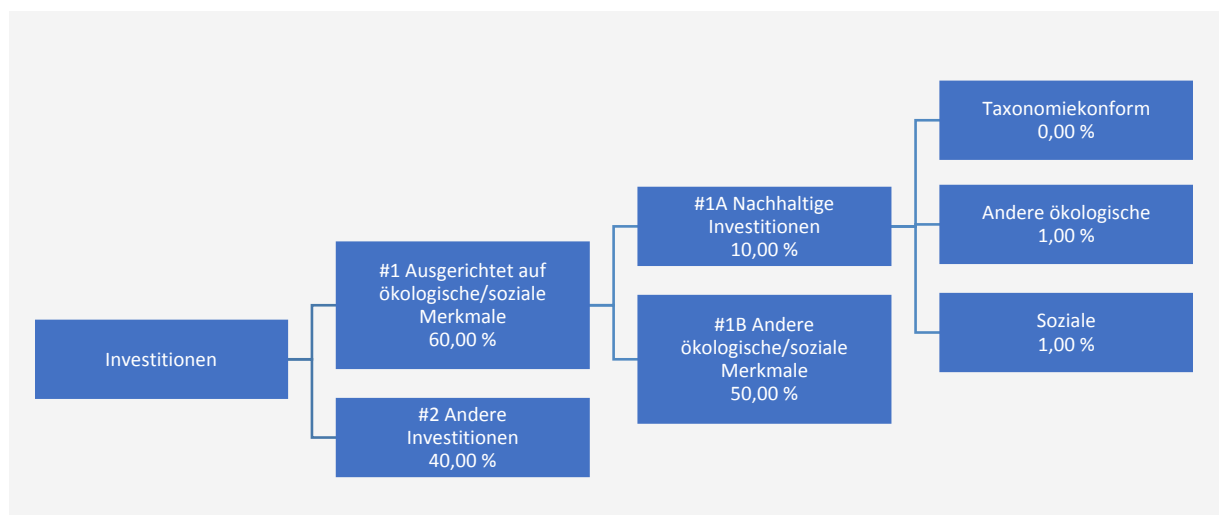 Investitionen
#1 Ausgerichtet auf
ökologische/soziale
Merkmale
60,00 %
#2 Andere
Investitionen
40,00 %
#1A Nachhaltige
Investitionen
10,00 %
#1B Andere
ökologische/soziale
Merkmale
50,00 %
Taxonomiekonform
0,00 %
Andere ökologische
1,00 %
Soziale
1,00 %